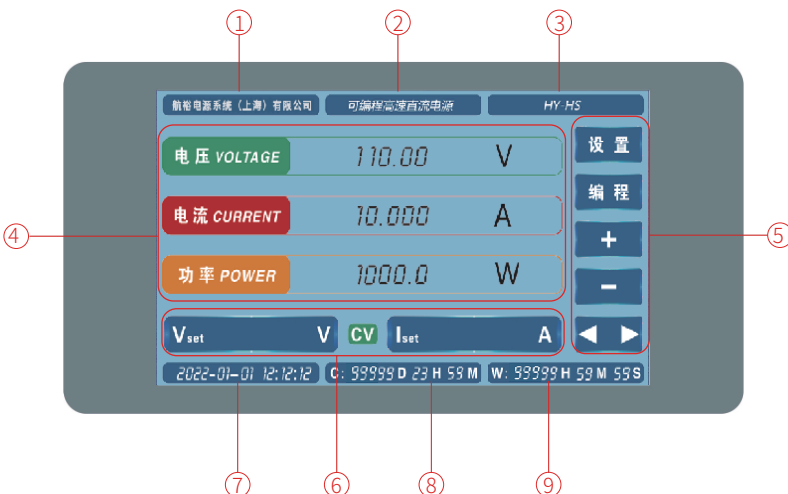 ① ② ③
航裕电源系统（上海）有限公司 可编程高速直流电源 HY-HS
电压 VOLTAGE 110.00 V
设置
编程
电流 CURRENT 10.000 A
④ ⑤
+
功率 POWER 1000.0 W
−
Vset V CV Iset A
◀ ▶
2022-01-01 12:12:12 C: 99999 D 23 H 59 M W: 99999 H 59 M 59 S
⑦ ⑥ ⑧ ⑨